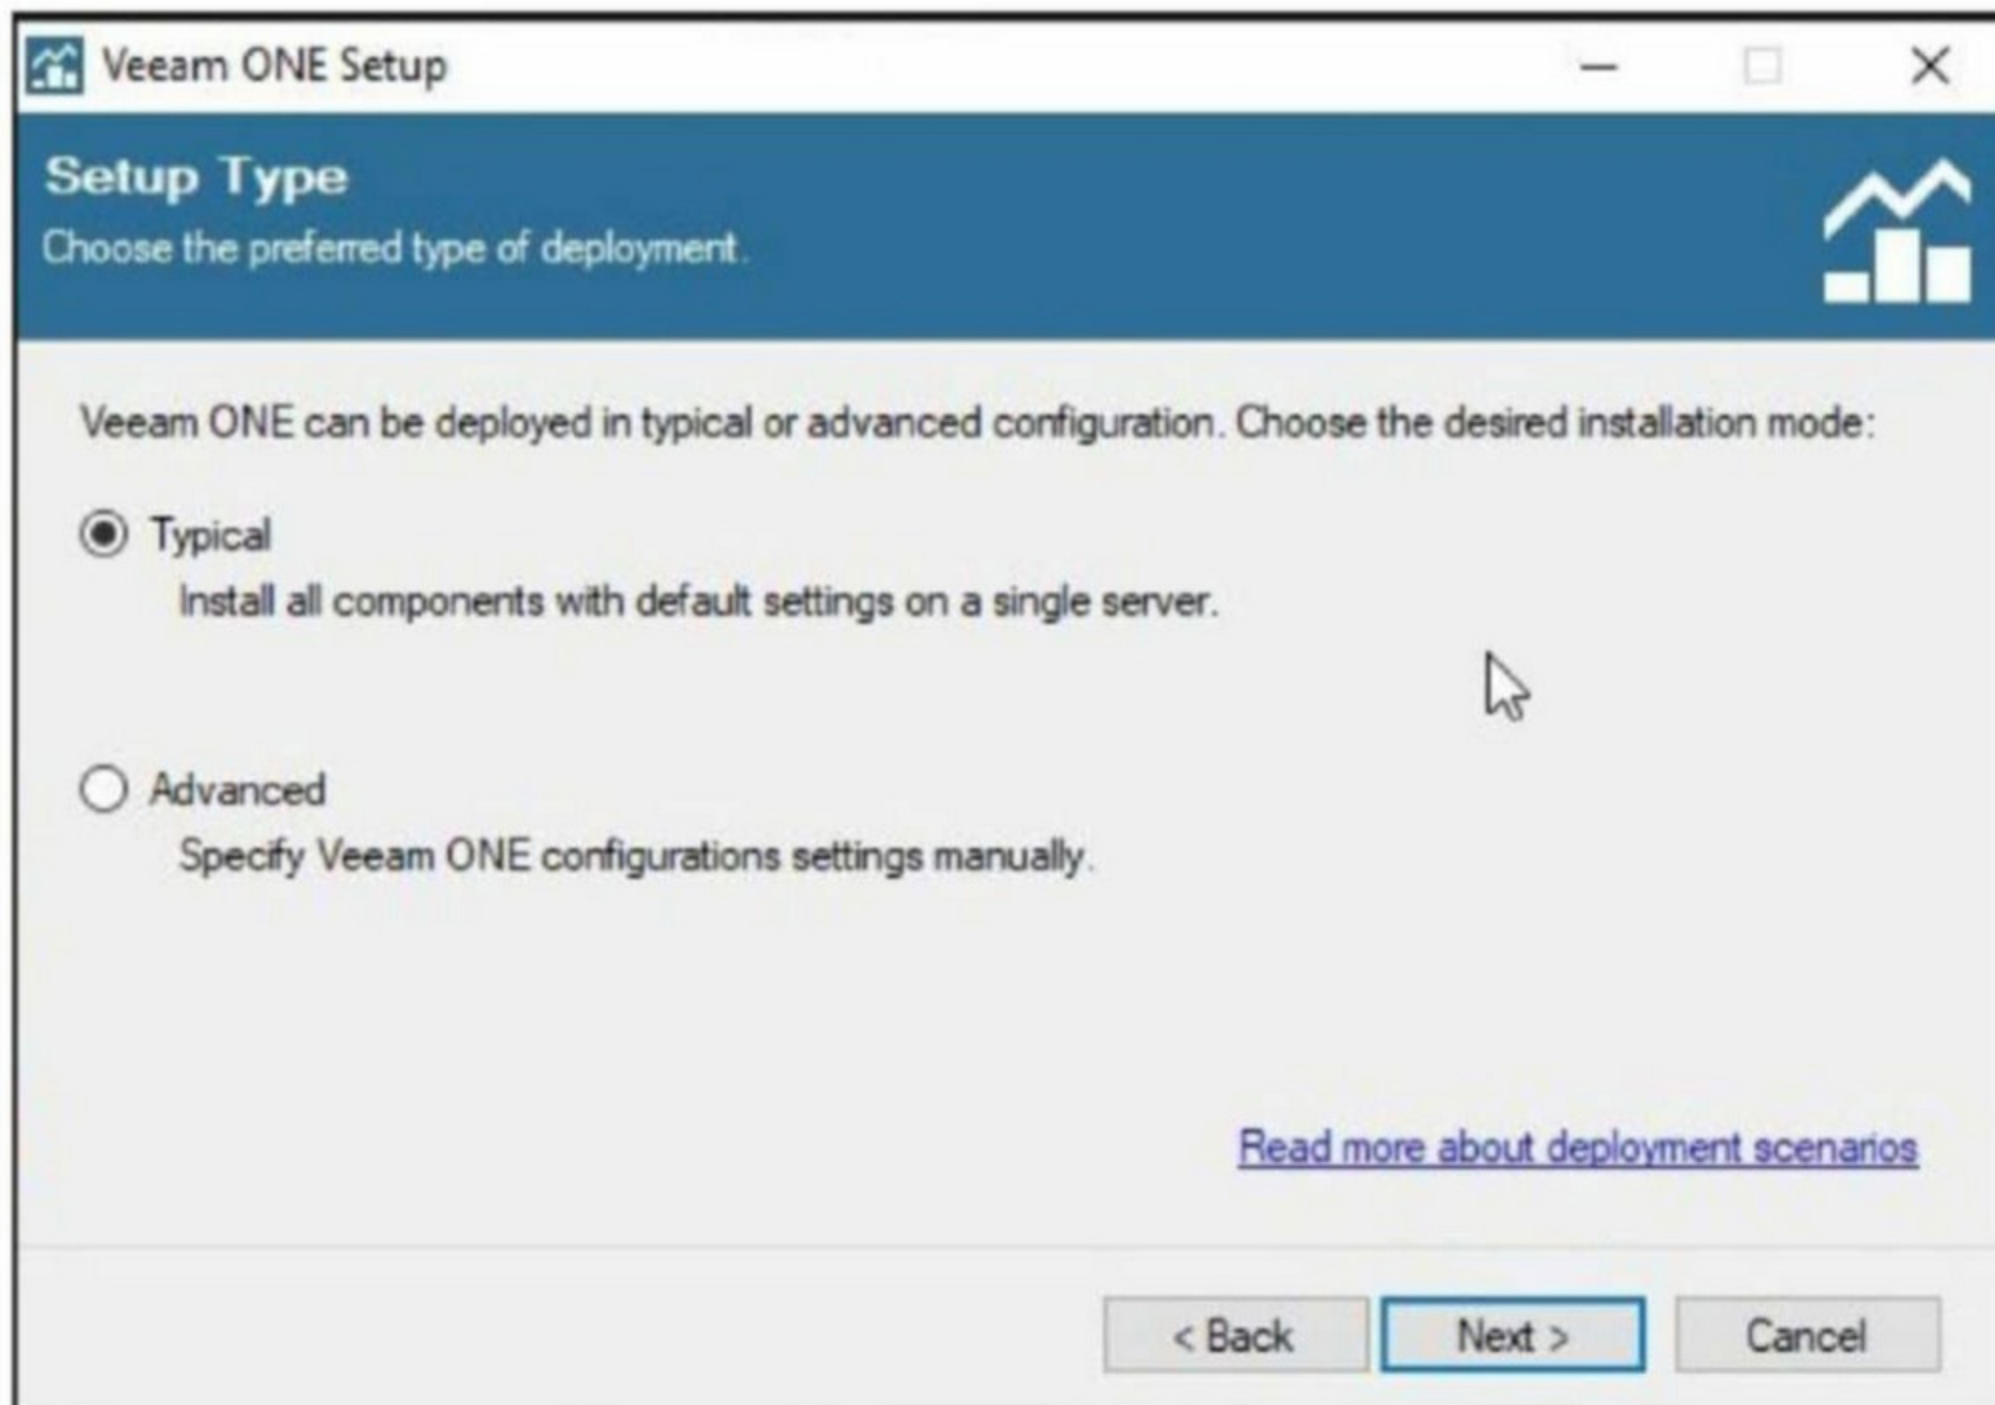 Veeam ONE Setup
Setup Type
Choose the preferred type of deployment.
Veeam ONE can be deployed in typical or advanced configuration. Choose the desired installation mode:
Typical
Install all components with default settings on a single server.
Advanced
Specify Veeam ONE configurations settings manually.
Read more about deployment scenarios
< Back Next > Cancel